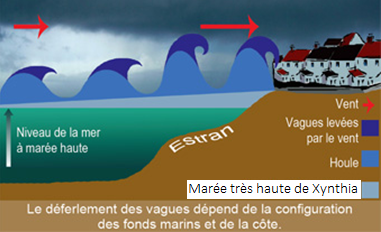 Niveau de la mer
à marée haute
Estran
Vent
Vagues levées
par le vent
Houle
Marée très haute de Xynthia
Le déferlement des vagues dépend de la configuration
des fonds marins et de la côte.